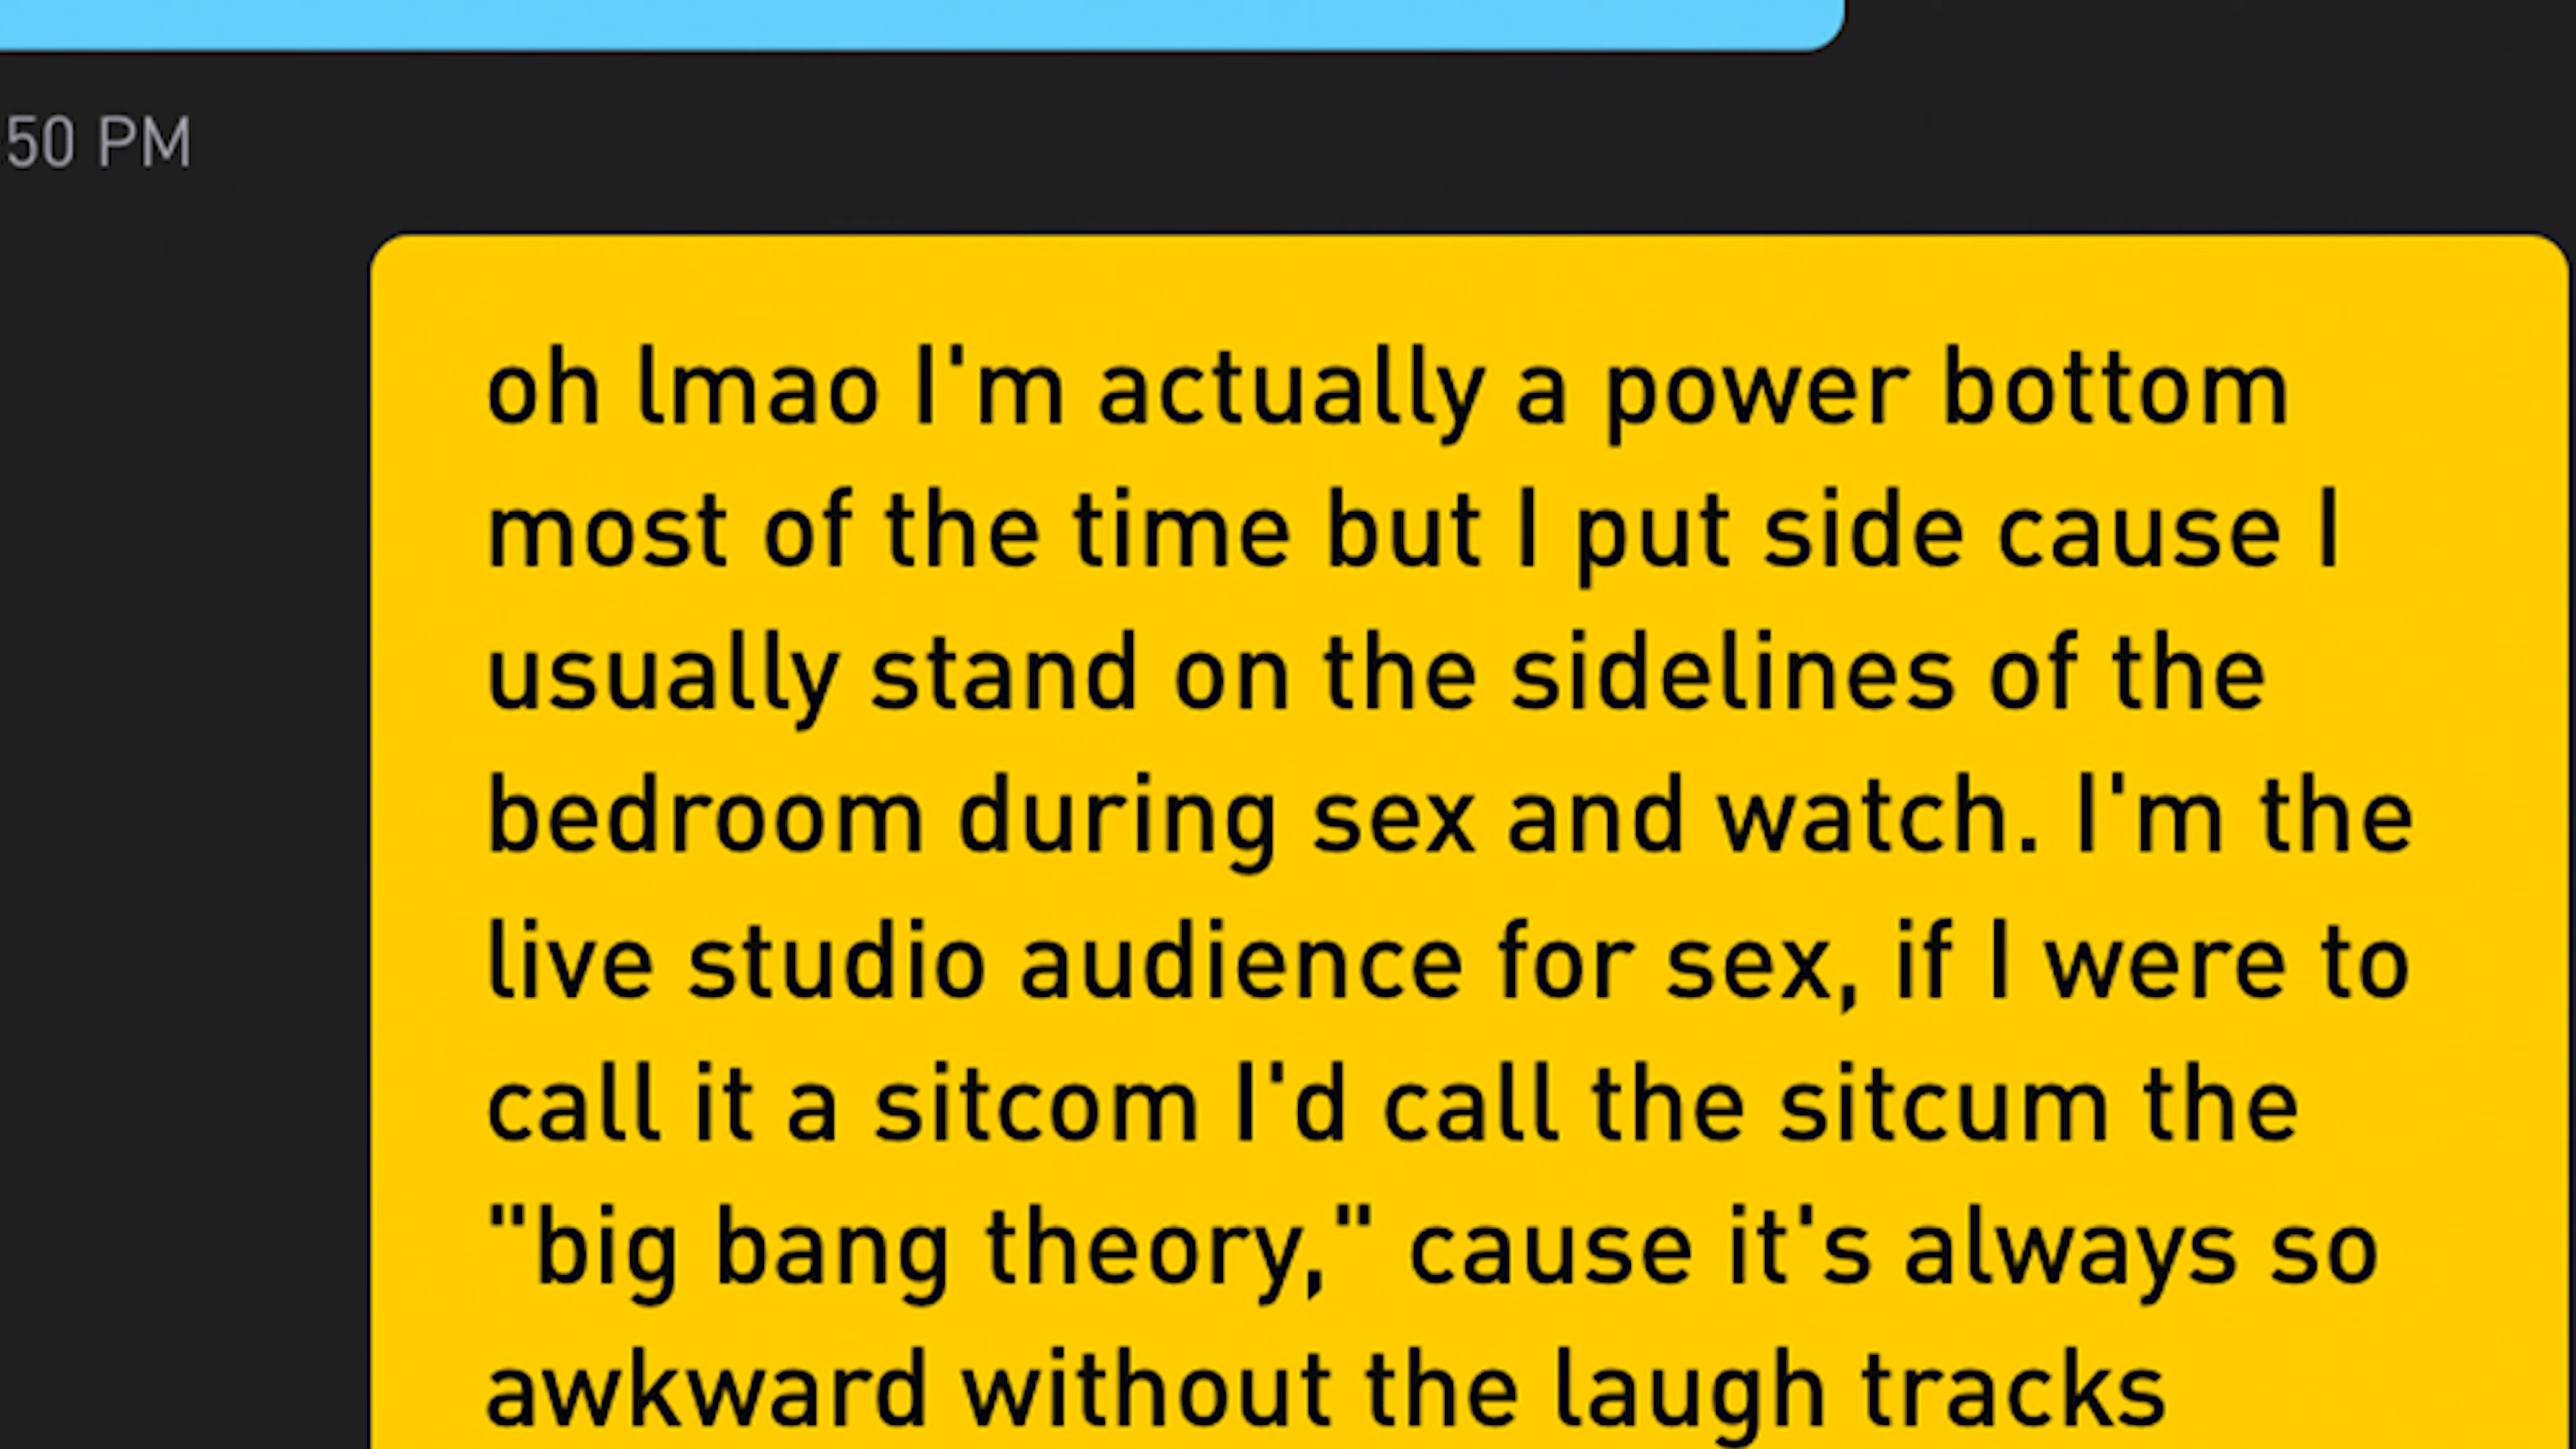 50 PM
oh lmao I'm actually a power bottom
most of the time but I put side cause I
usually stand on the sidelines of the
bedroom during sex and watch. I'm the
live studio audience for sex, if I were to
call it a sitcom I'd call the sitcum the
"big bang theory," cause it's always so
awkward without the laugh tracks